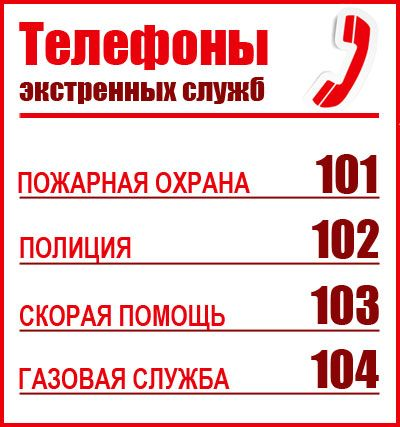 Телефоны
экстренных служб
ПОЖАРНАЯ ОХРАНА 101
ПОЛИЦИЯ 102
СКОРАЯ ПОМОЩЬ 103
ГАЗОВАЯ СЛУЖБА 104